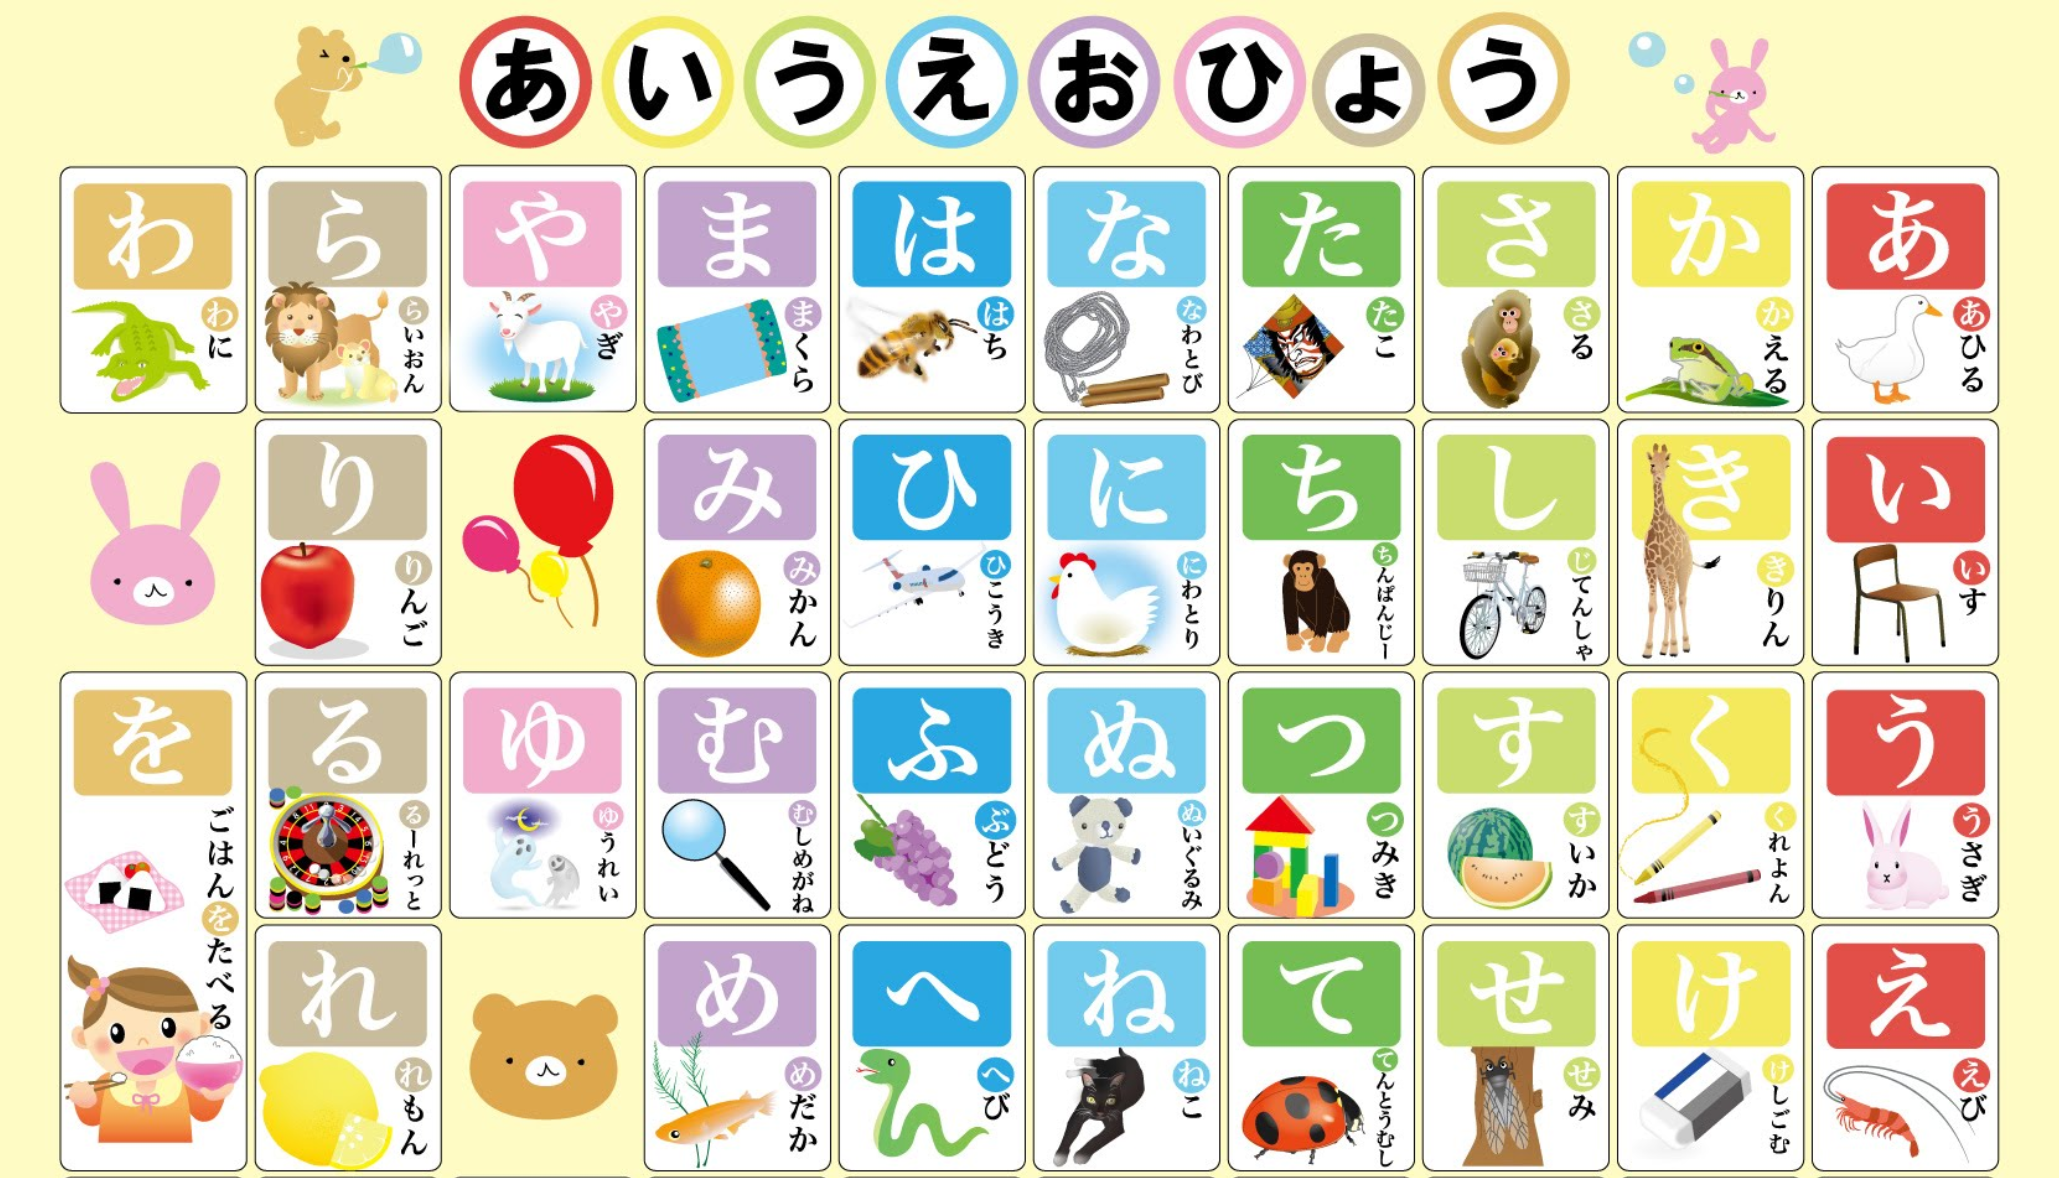 あいうえおひょう
あ
あひる
い
いす
う
うさぎ
え
えび
か
かえる
き
きりん
く
くれよん
け
けしごむ
さ
さる
し
じてんしゃ
す
すいか
せ
せみ
た
たこ
ち
ちんぱんじー
つ
つみき
て
てんとうむし
な
なわとび
に
にわとり
ぬ
ぬいぐるみ
ね
ねこ
は
はち
ひ
ひこうき
ふ
ぶどう
へ
へび
ま
まくら
み
みかん
む
むしめがね
め
めだか
や
やぎ
ゆ
ゆうれい
ら
らいおん
り
りんご
る
るーれっと
れ
れもん
わ
わに
を
ごはんをたべる